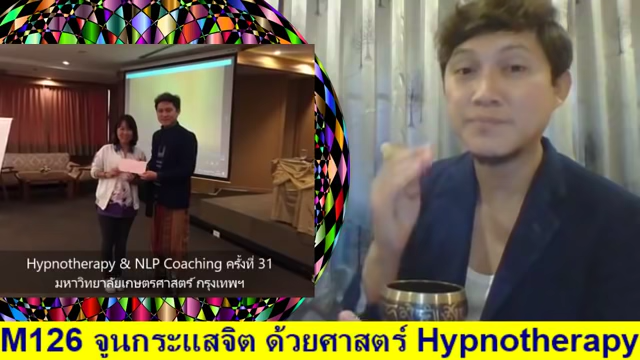 Hypnotherapy & NLP Coaching ครั้งที่ 31
มหาวิทยาลัยเกษตรศาสตร์ กรุงเทพฯ
M126 จูนกระแสจิต ด้วยศาสตร์ Hypnotherapy